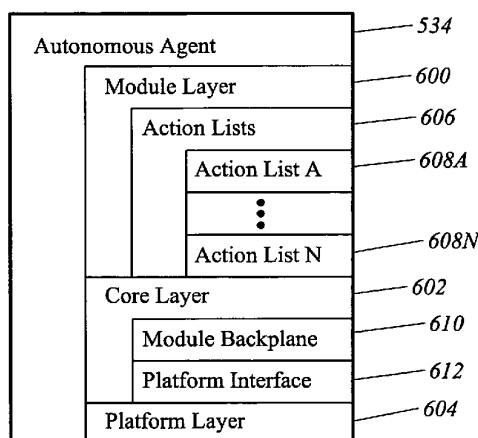 Autonomous Agent 534
Module Layer 600
Action Lists 606
Action List A 608A
Action List N 608N
Core Layer 602
Module Backplane 610
Platform Interface 612
Platform Layer 604